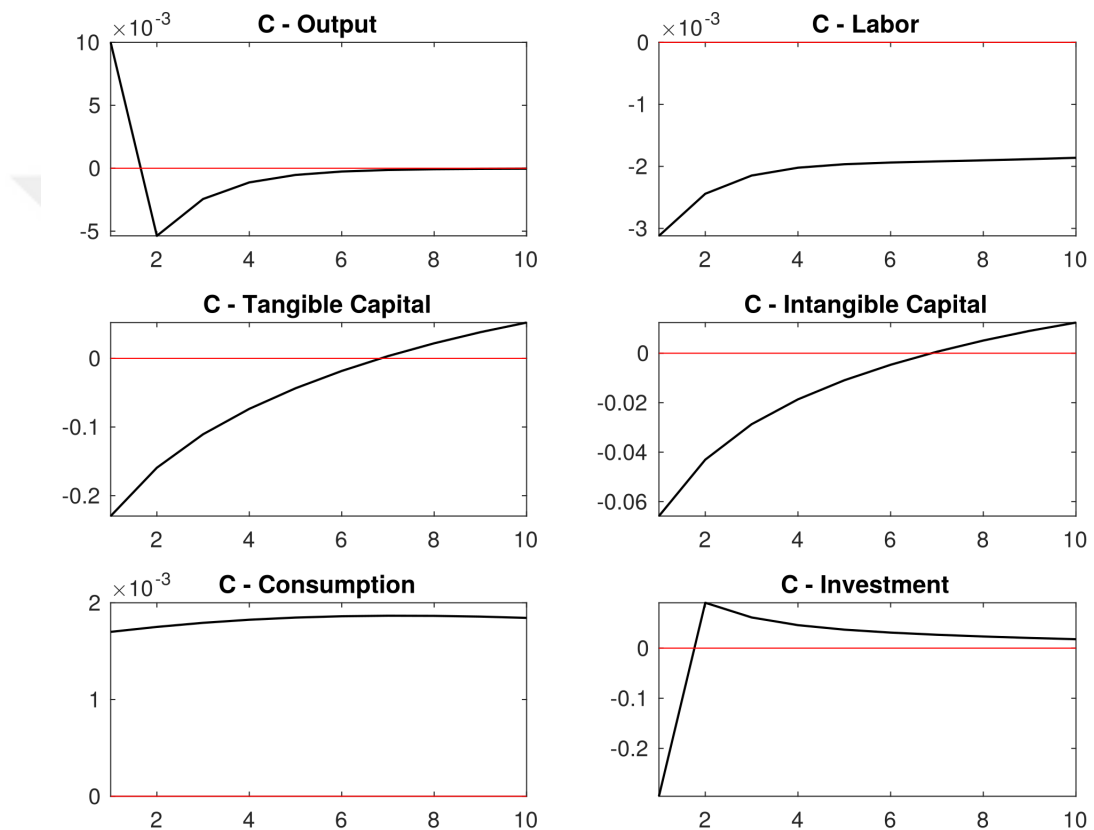 C - Output
×10-3
10
5
0
-5
2 4 6 8 10
C - Labor
×10-3
0
-1
-2
-3
2 4 6 8 10
C - Tangible Capital
0
-0.1
-0.2
2 4 6 8 10
C - Intangible Capital
0
-0.02
-0.04
-0.06
2 4 6 8 10
C - Consumption
×10-3
2
1
0
2 4 6 8 10
C - Investment
0
-0.1
-0.2
2 4 6 8 10